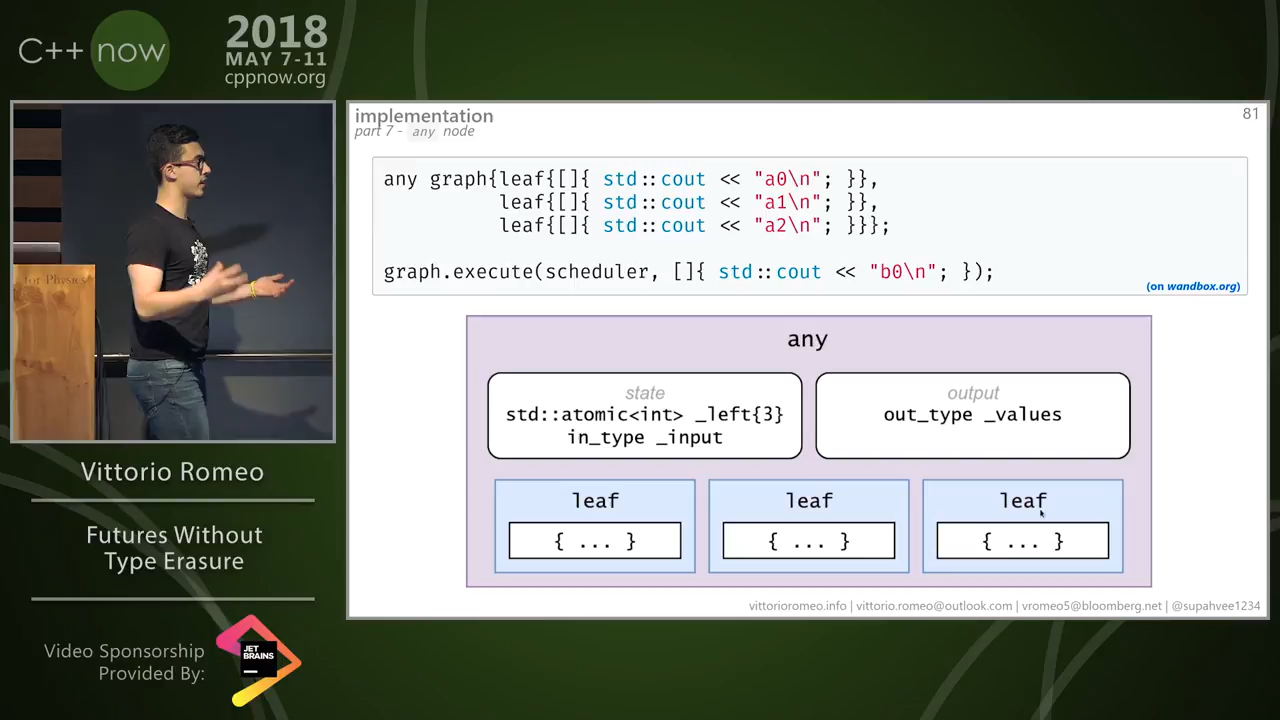 C++ now
2018
MAY 7-11
cppnow.org
for Physics
Vittorio Romeo
Futures Without
Type Erasure
Video Sponsorship
Provided By:
JET
BRAINS
implementation
81
part 7 - any node
any graph{leaf{[]{ std::cout << "a0\n"; }},
leaf{[]{ std::cout << "a1\n"; }},
leaf{[]{ std::cout << "a2\n"; }}};
graph.execute(scheduler, []{ std::cout << "b0\n"; });
(on wandbox.org)
any
state
std::atomic<int> _left{3}
in_type _input
output
out_type _values
leaf
{ ... }
leaf
{ ... }
leaf
{ ... }
vittorioromeo.info | vittorio.romeo@outlook.com | vromeo5@bloomberg.net | @supahvee1234